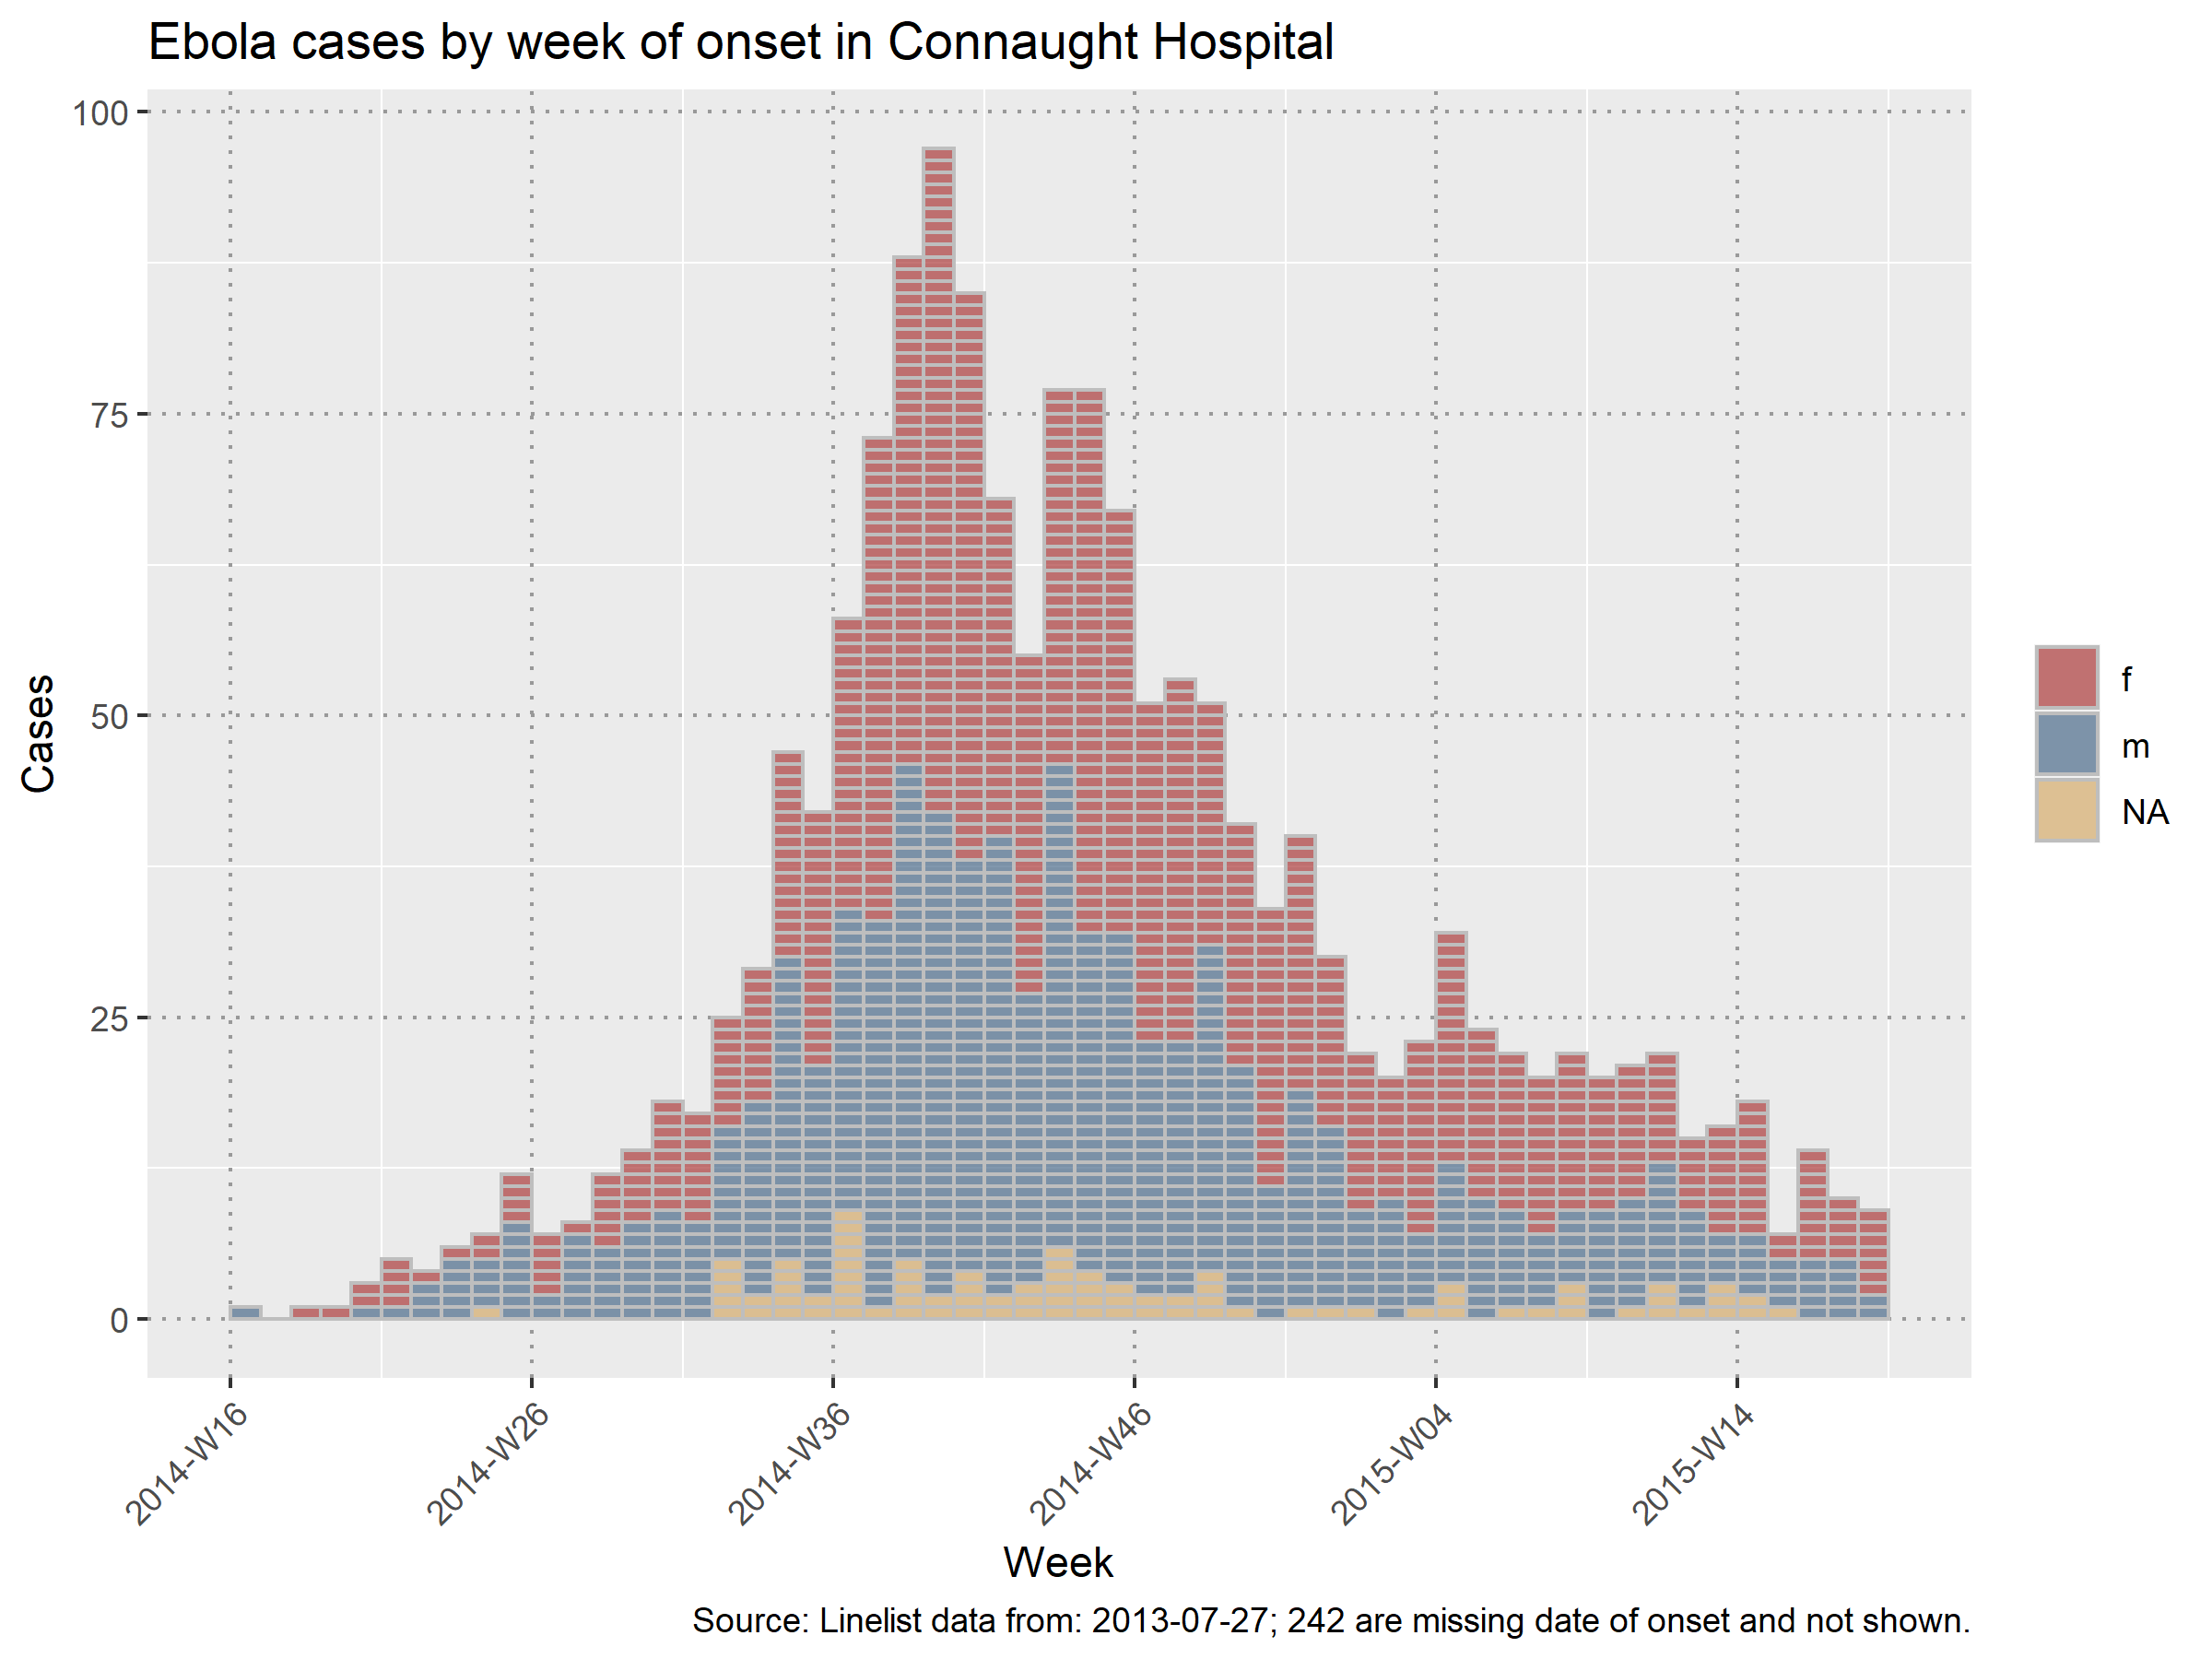 Ebola cases by week of onset in Connaught Hospital
100
75
50
25
0
Cases
2014-W16
2014-W26
2014-W36
2014-W46
2015-W04
2015-W14
Week
f
m
NA
Source: Linelist data from: 2013-07-27; 242 are missing date of onset and not shown.